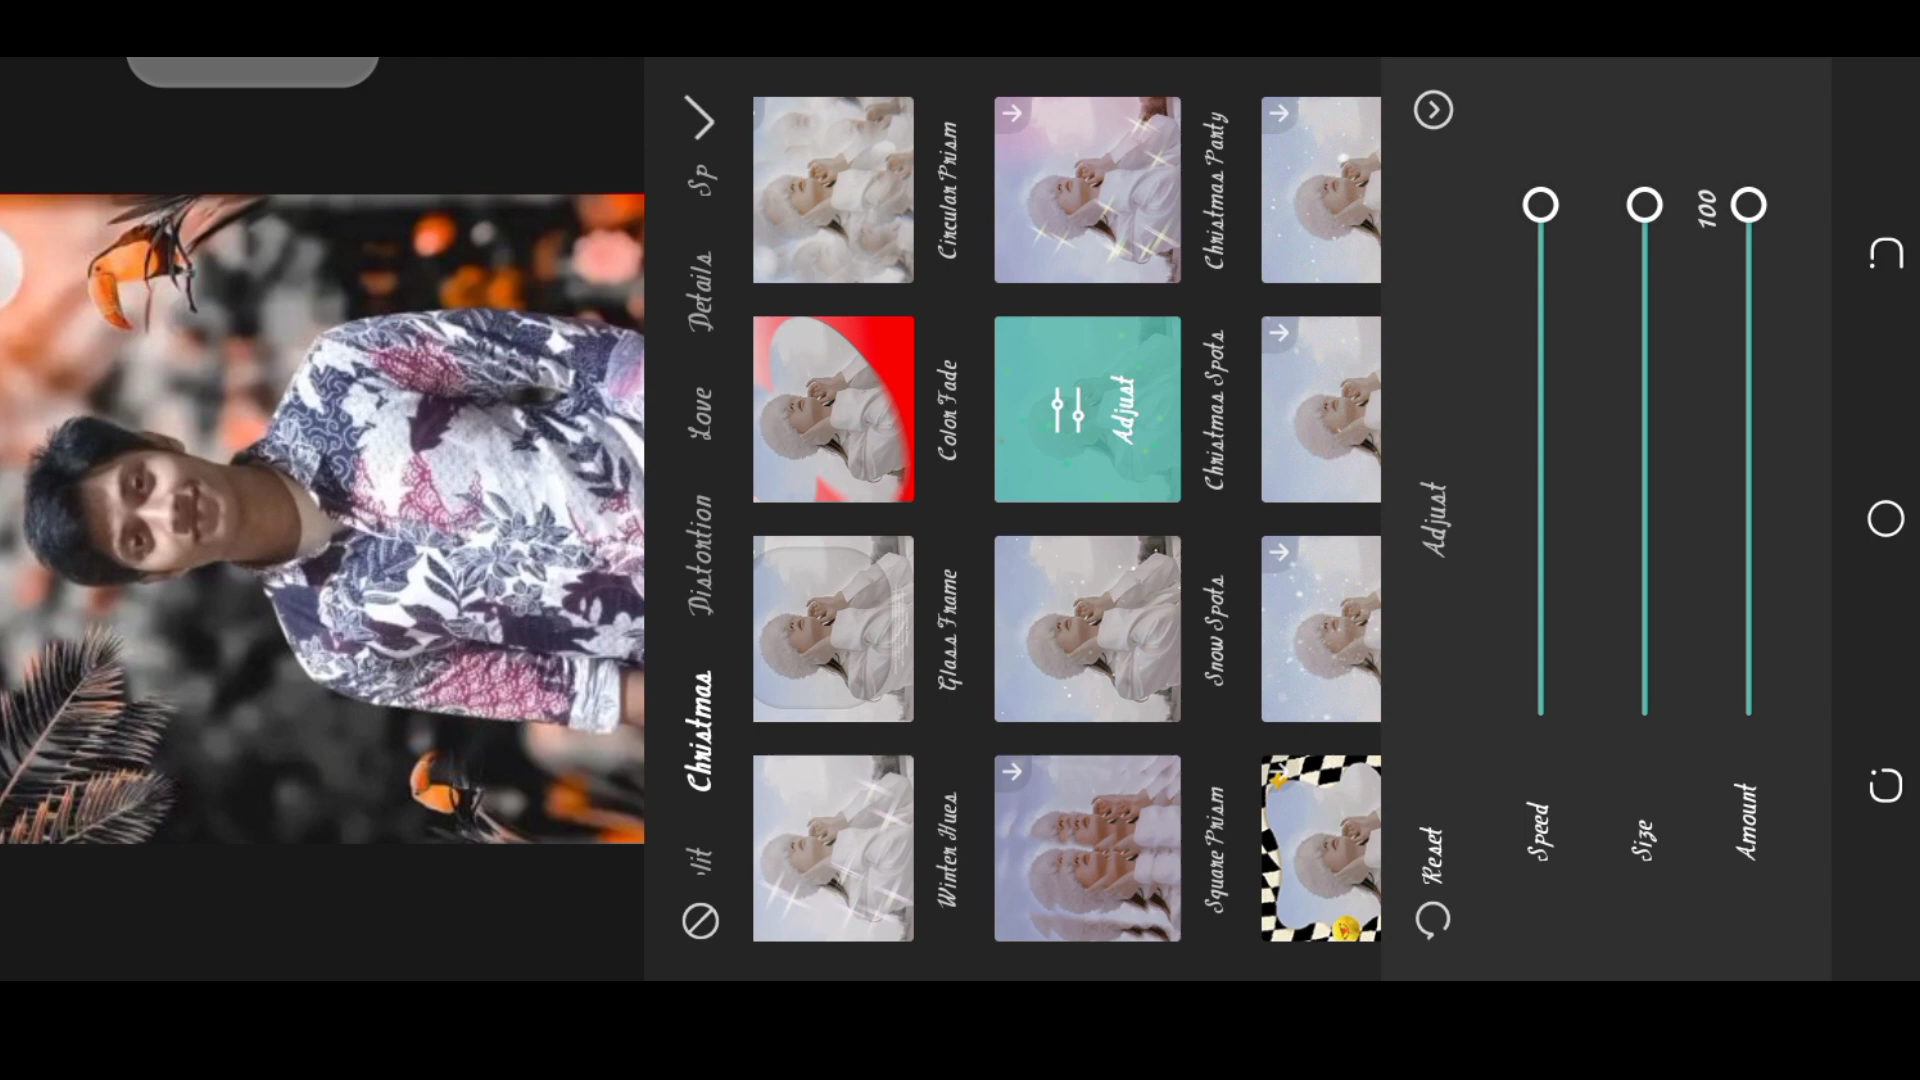 lit
Christmas
Distortion
Love
Details
Sp
Winter Hues
Glass Frame
Color Fade
Circular Prism
Square Prism
Snow Spots
Adjust
Christmas Spots
Christmas Party
Reset
Adjust
Speed
Size
100
Amount